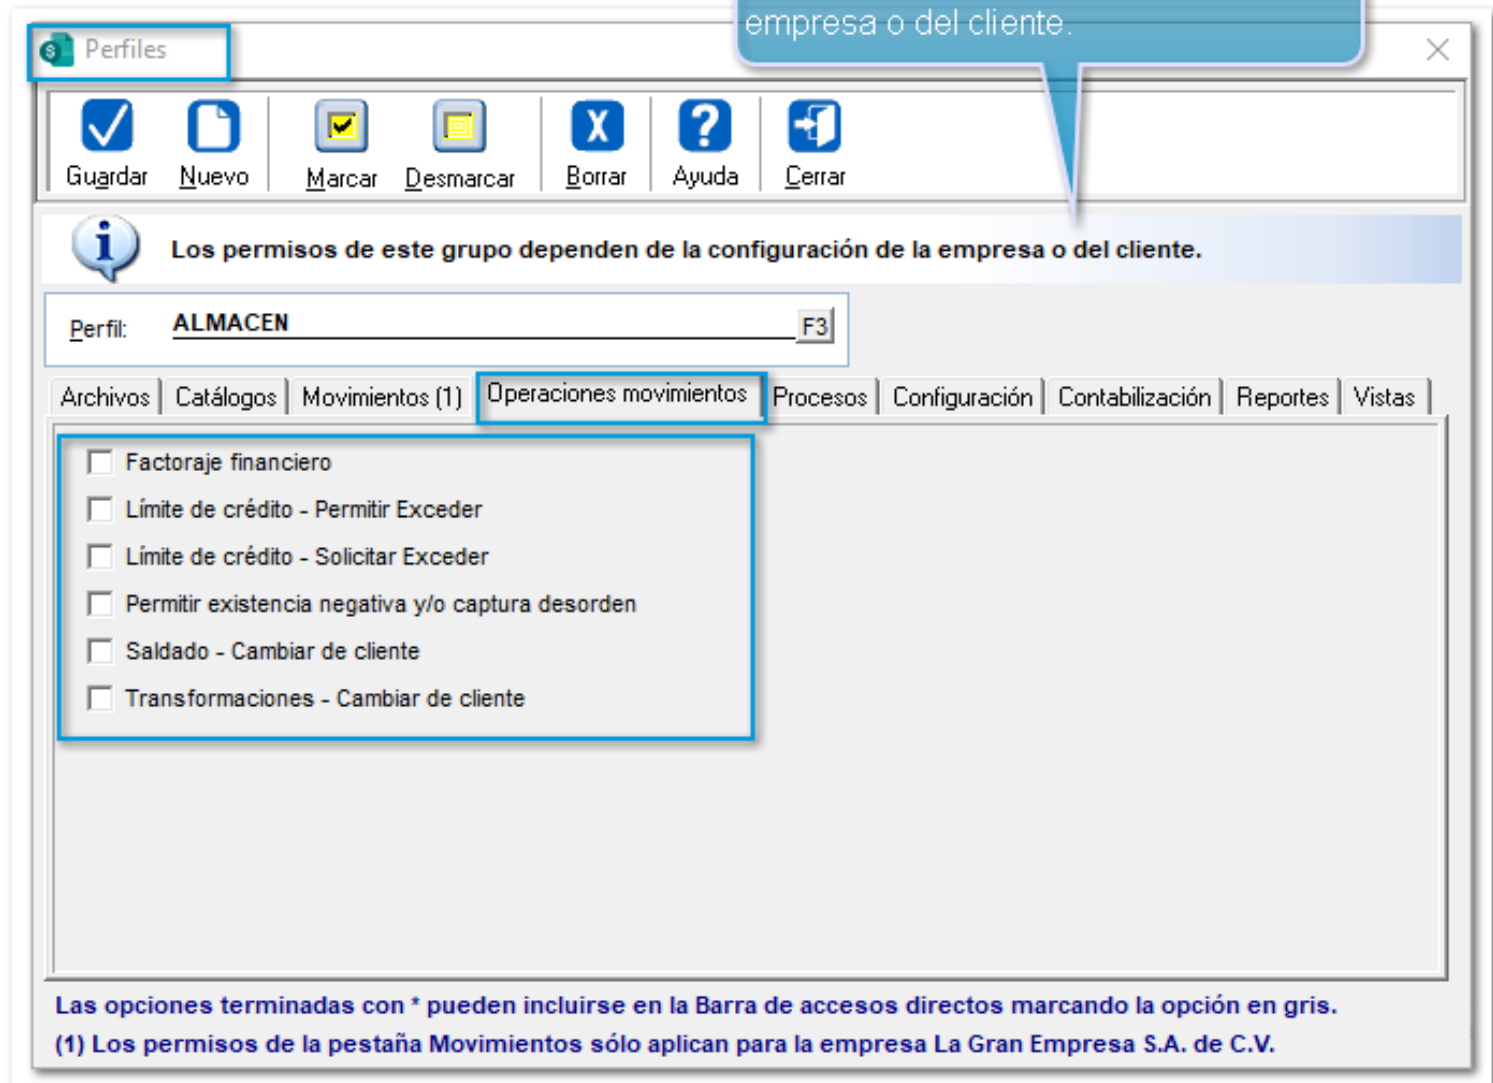 empresa o del cliente.
Perfiles
Guardar Nuevo Marcar Desmarcar Borrar Ayuda Cerrar
Los permisos de este grupo dependen de la configuración de la empresa o del cliente.
Perfil: ALMACEN F3
Archivos Catálogos Movimientos (1) Operaciones movimientos Procesos Configuración Contabilización Reportes Vistas
Factoraje financiero
Límite de crédito - Permitir Exceder
Límite de crédito - Solicitar Exceder
Permitir existencia negativa y/o captura desorden
Saldado - Cambiar de cliente
Transformaciones - Cambiar de cliente
Las opciones terminadas con * pueden incluirse en la Barra de accesos directos marcando la opción en gris.
(1) Los permisos de la pestaña Movimientos sólo aplican para la empresa La Gran Empresa S.A. de C.V.